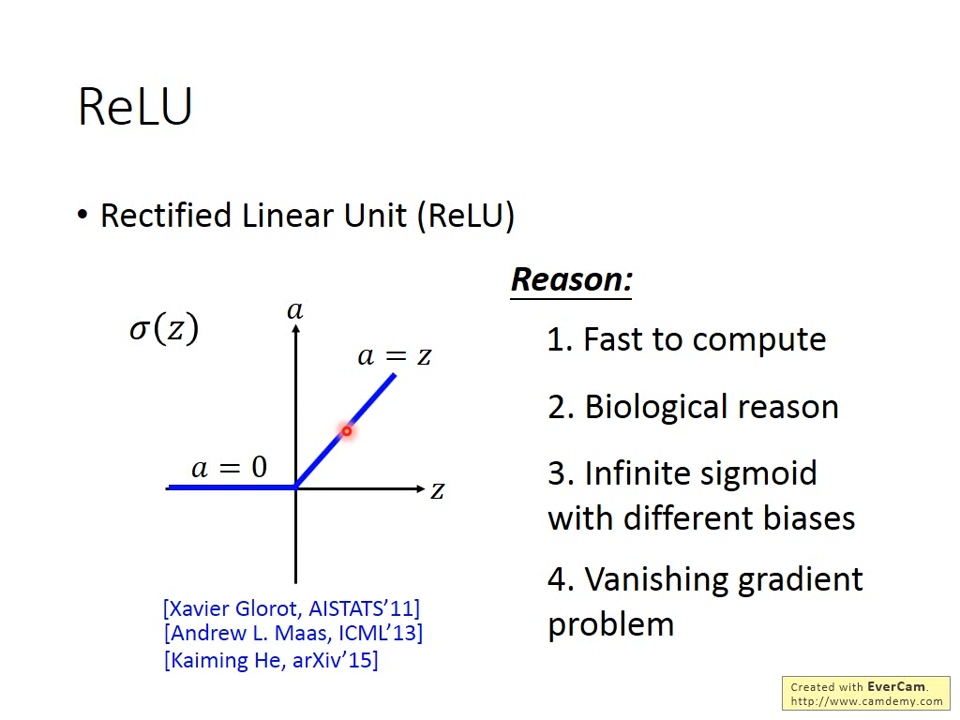 ReLU
• Rectified Linear Unit (ReLU)
Reason:
σ(z)
a
a = z
a = 0
z
1. Fast to compute
2. Biological reason
3. Infinite sigmoid
with different biases
4. Vanishing gradient
problem
[Xavier Glorot, AISTATS’11]
[Andrew L. Maas, ICML’13]
[Kaiming He, arXiv’15]
Created with EverCam.
http://www.camdemy.com